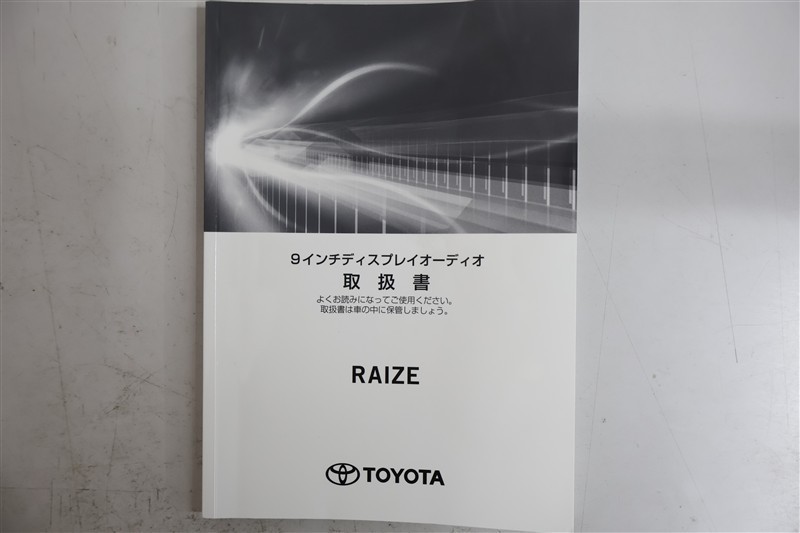 9インチディスプレイオーディオ
取扱書
よくお読みになってご使用ください。
取扱書は車の中に保管しましょう。
RAIZE
TOYOTA